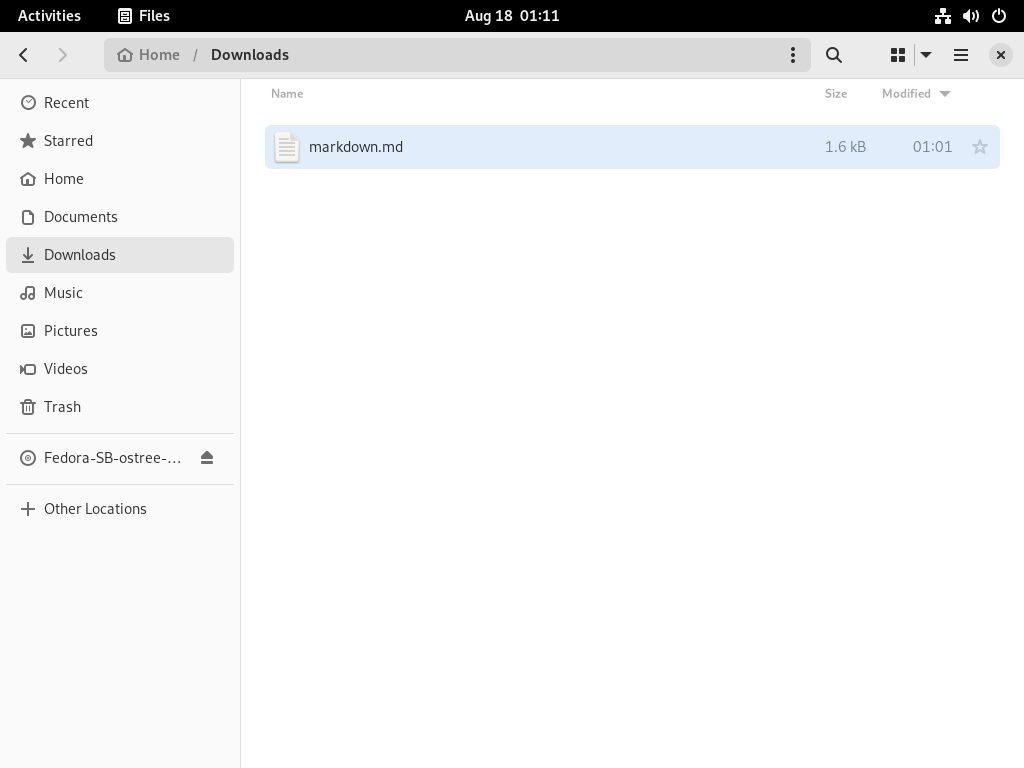 Activities Files Aug 18 01:11
Home / Downloads
Recent
Starred
Home
Documents
Downloads
Music
Pictures
Videos
Trash
Fedora-SB-ostree-…
Other Locations
Name Size Modified
markdown.md 1.6 kB 01:01